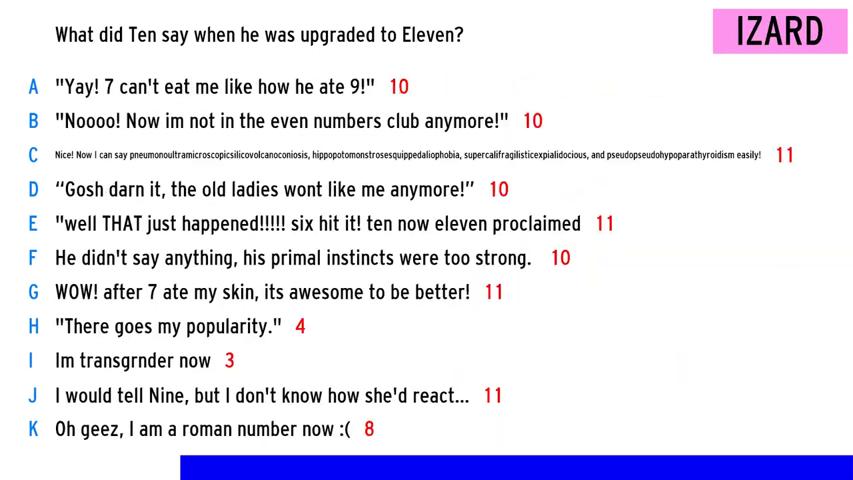 What did Ten say when he was upgraded to Eleven?
IZARD
A "Yay! 7 can't eat me like how he ate 9!" 10
B "Noooo! Now im not in the even numbers club anymore!" 10
C Nice! Now I can say pneumonoultramicroscopicsilicovolcanoconiosis, hippopotomonstrosesquippedaliophobia, supercalifragilisticexpialidocious, and pseudopseudohypoparathyroidism easily! 11
D “Gosh darn it, the old ladies wont like me anymore!” 10
E "well THAT just happened!!!!! six hit it! ten now eleven proclaimed 11
F He didn't say anything, his primal instincts were too strong. 10
G WOW! after 7 ate my skin, its awesome to be better! 11
H "There goes my popularity." 4
I Im transgrnder now 3
J I would tell Nine, but I don't know how she'd react... 11
K Oh geez, I am a roman number now :( 8